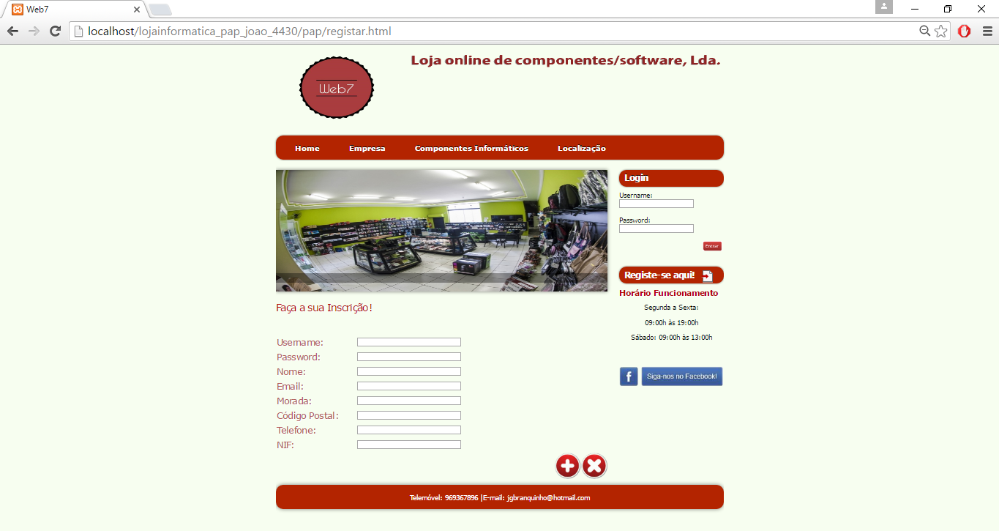 Web7
localhost/lojainformatica_pap_joao_4430/pap/registar.html
Web7
Loja online de componentes/software, Lda.
Home Empresa Componentes Informáticos Localização
Login
Username:
Password:
Entrar
Registe-se aqui!
Horário Funcionamento
Segunda a Sexta:
09:00h às 19:00h
Sábado: 09:00h às 13:00h
f Siga-nos no Facebook!
Faça a sua Inscrição!
Username:
Password:
Nome:
Email:
Morada:
Código Postal:
Telefone:
NIF:
Telemóvel: 969367896 |E-mail: jgbranquinho@hotmail.com